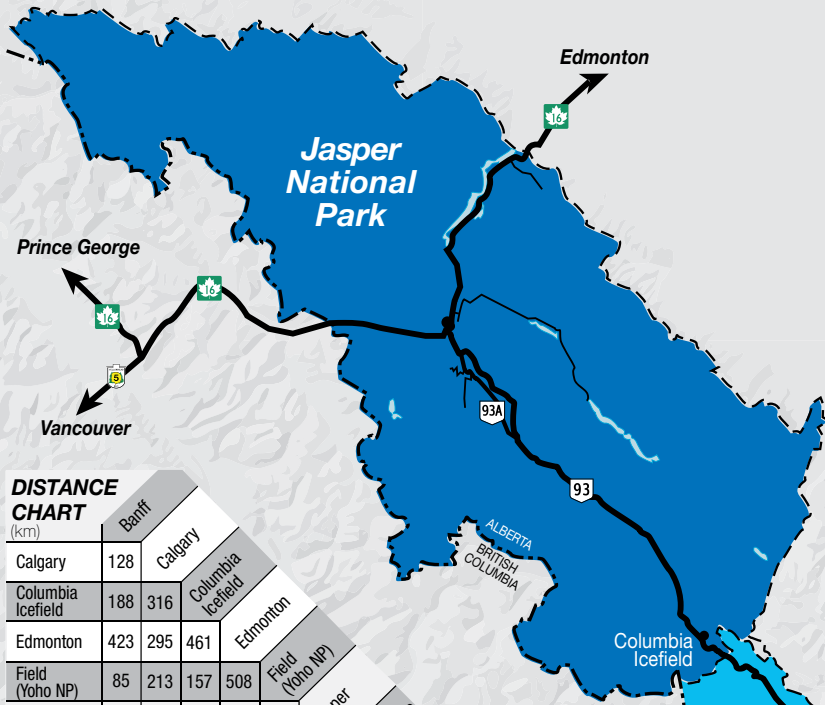 Edmonton
16
Jasper
National
Park
Prince George
16
16
5
Vancouver
93A
93
ALBERTA
BRITISH
COLUMBIA
Columbia
Icefield
DISTANCE
CHART
(km)
Banff
Calgary
Columbia
Icefield
Edmonton
Field
(Yoho NP)
Calgary 128
Columbia
Icefield 188 316
Edmonton 423 295 461
Field
(Yoho NP) 85 213 157 508